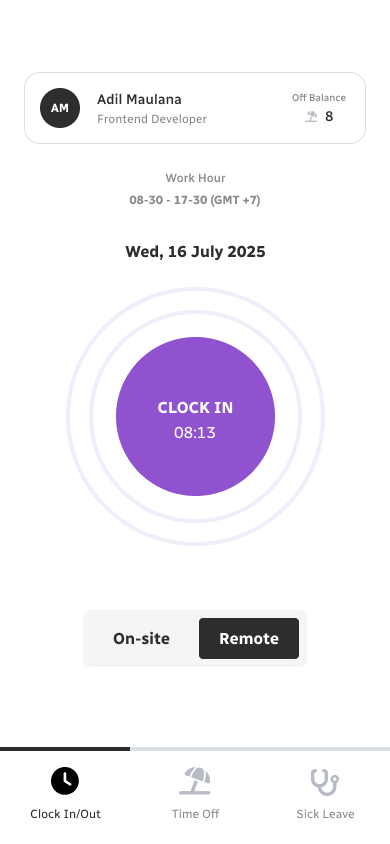 AM
Adil Maulana
Frontend Developer
Off Balance
8
Work Hour
08-30 - 17-30 (GMT +7)
Wed, 16 July 2025
CLOCK IN
08:13
On-site
Remote
Clock In/Out
Time Off
Sick Leave